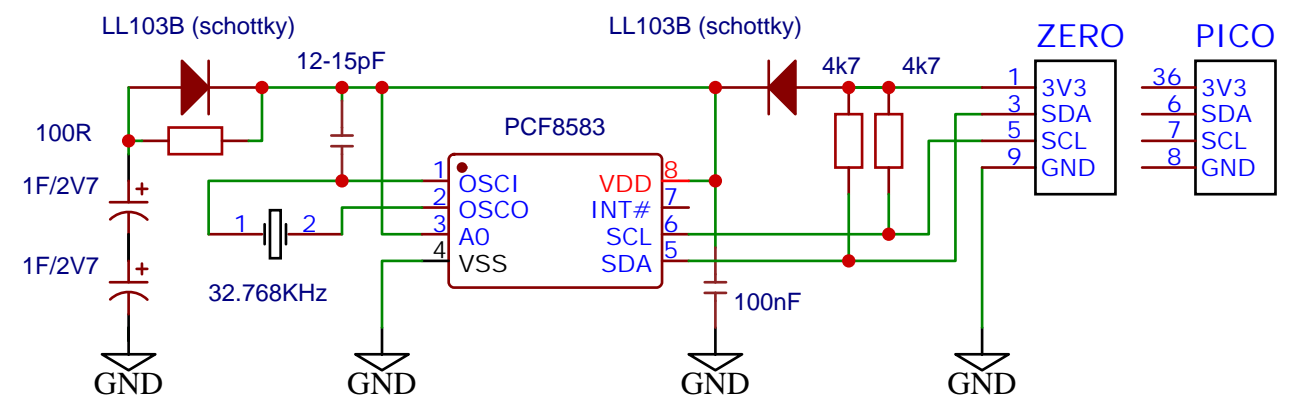 LL103B (schottky)
LL103B (schottky)
ZERO
PICO
12-15pF
4k7
4k7
1
3V3
36
3V3
3
SDA
6
SDA
100R
PCF8583
5
SCL
7
SCL
9
GND
8
GND
1F/2V7
+
1
OSCI
VDD
8
2
OSCO
INT#
7
1
2
3
A0
SCL
6
4
VSS
SDA
5
1F/2V7
+
32.768KHz
100nF
GND
GND
GND
GND